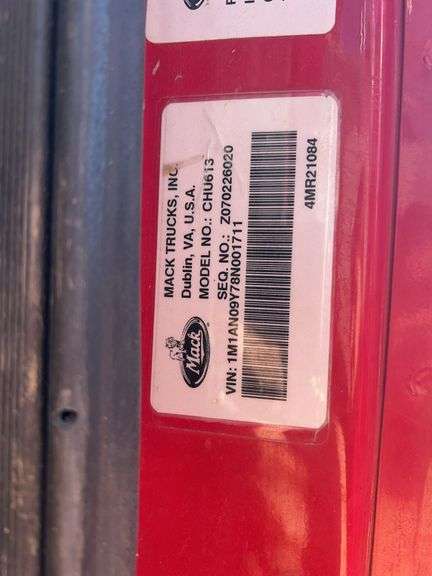 MACK TRUCKS, INC.
Dublin, VA, U.S.A.
MODEL NO.: CHU613
SEQ. NO.: Z070226020
Mack
VIN: 1M1AN09Y78N001711
4MR21084